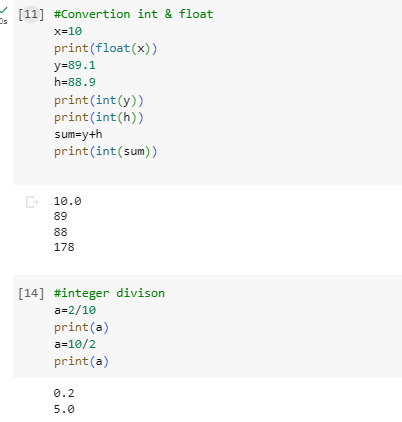 [11] #Convertion int & float
x=10
print(float(x))
y=89.1
h=88.9
print(int(y))
print(int(h))
sum=y+h
print(int(sum))
10.0
89
88
178
[14] #integer divison
a=2/10
print(a)
a=10/2
print(a)
0.2
5.0